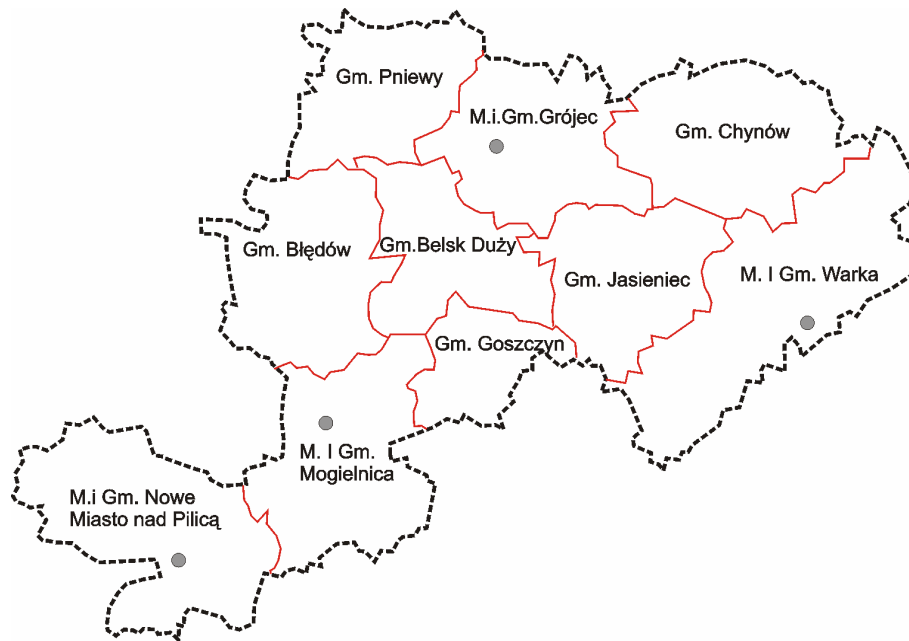 Gm. Pniewy
M.i.Gm.Grójec
Gm. Chynów
Gm. Błędów
Gm.Belsk Duży
Gm. Jasieniec
M. I Gm. Warka
Gm. Goszczyn
M. I Gm.
Mogielnica
M.i Gm. Nowe
Miasto nad Pilicą